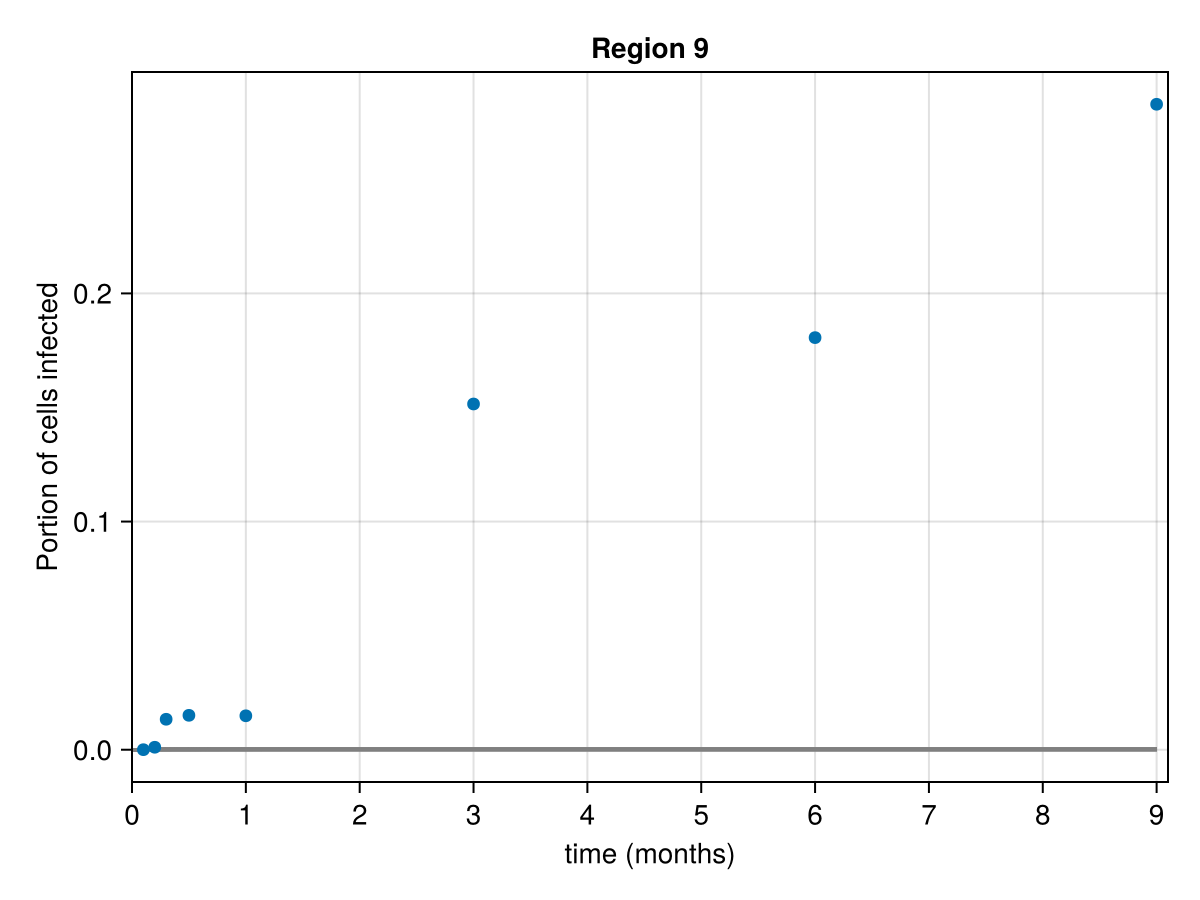 Region 9
Portion of cells infected
0.2
0.1
0.0
0 1 2 3 4 5 6 7 8 9
time (months)